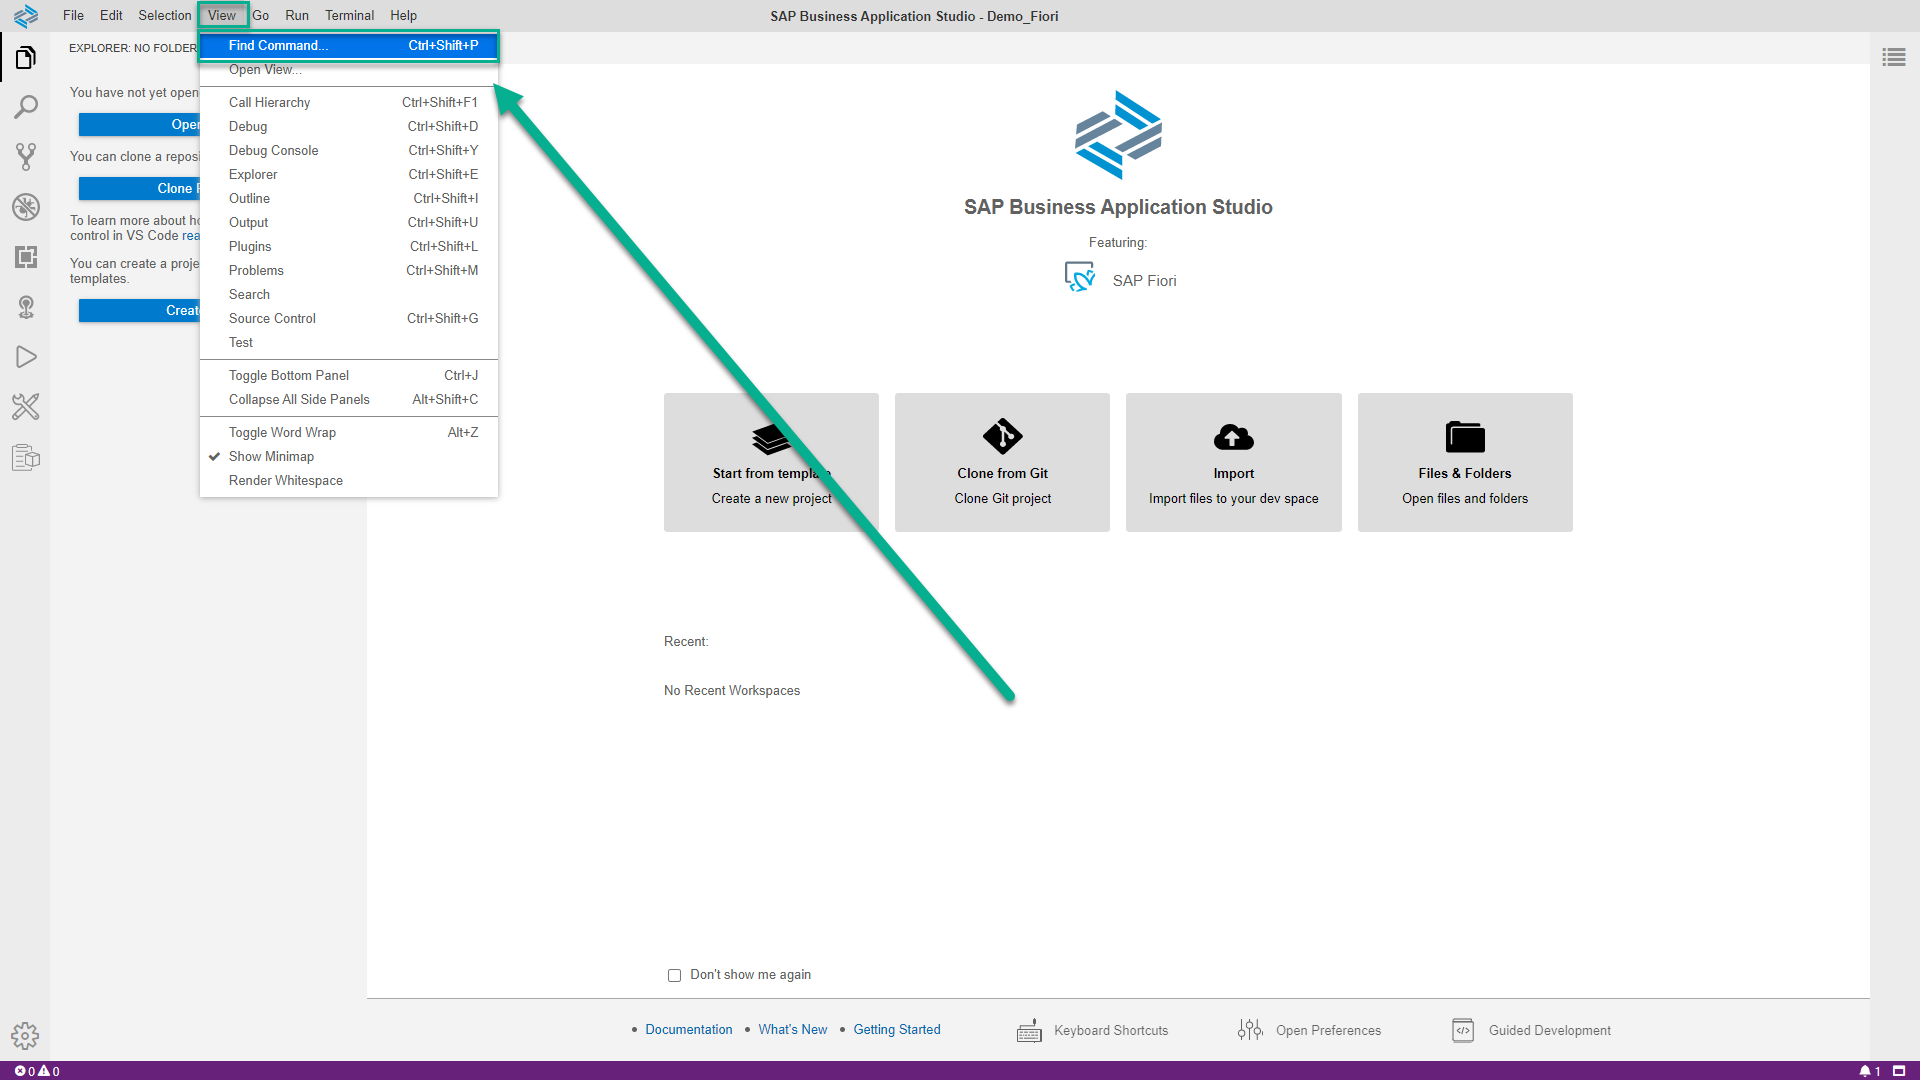 File Edit Selection View Go Run Terminal Help
SAP Business Application Studio - Demo_Fiori
EXPLORER: NO FOLDER
You have not yet open
Open
You can clone a reposi
Clone
To learn more about h
control in VS Code rea
You can create a proje
templates.
Creat
Find Command... Ctrl+Shift+P
Open View...
Call Hierarchy Ctrl+Shift+F1
Debug Ctrl+Shift+D
Debug Console Ctrl+Shift+Y
Explorer Ctrl+Shift+E
Outline Ctrl+Shift+I
Output Ctrl+Shift+U
Plugins Ctrl+Shift+L
Problems Ctrl+Shift+M
Search
Source Control Ctrl+Shift+G
Test
Toggle Bottom Panel Ctrl+J
Collapse All Side Panels Alt+Shift+C
Toggle Word Wrap Alt+Z
Show Minimap
Render Whitespace
SAP Business Application Studio
Featuring:
SAP Fiori
Start from template
Create a new project
Clone from Git
Clone Git project
Import
Import files to your dev space
Files & Folders
Open files and folders
Recent:
No Recent Workspaces
Don't show me again
• Documentation • What's New • Getting Started
Keyboard Shortcuts
Open Preferences
Guided Development
0 0
1